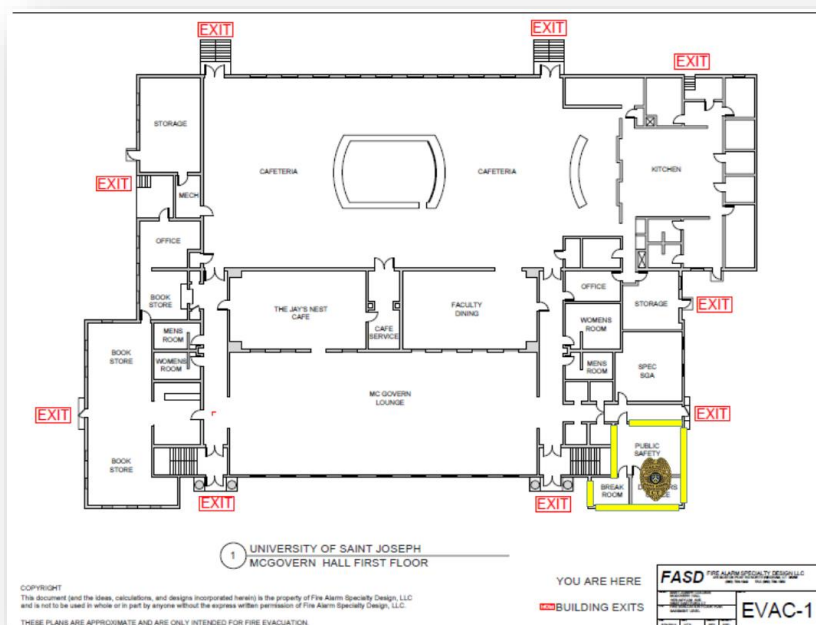 EXIT
EXIT
EXIT
STORAGE
CAFETERIA
CAFETERIA
KITCHEN
EXIT
MECH
OFFICE
BOOK
STORE
THE JAY'S NEST
CAFE
CAFE
SERVICE
FACULTY
DINING
OFFICE
STORAGE
EXIT
WOMENS
ROOM
MENS
ROOM
BOOK
STORE
WOMENS
ROOM
MENS
ROOM
SPEC
SGA
MC GOVERN
LOUNGE
EXIT
EXIT
PUBLIC
SAFETY
BOOK
STORE
BREAK
ROOM
EXIT
EXIT
1
UNIVERSITY OF SAINT JOSEPH
MCGOVERN HALL FIRST FLOOR
COPYRIGHT
This document (and the ideas, calculations, and designs incorporated herein) is the property of Fire Alarm Specialty Design, LLC
and is not to be used in whole or in part by anyone without the express written permission of Fire Alarm Specialty Design, LLC.
THESE PLANS ARE APPROXIMATE AND ARE ONLY INTENDED FOR FIRE EVACUATION.
YOU ARE HERE
BUILDING EXITS
FASD FIRE ALARM SPECIALTY DESIGN LLC
EVAC-1